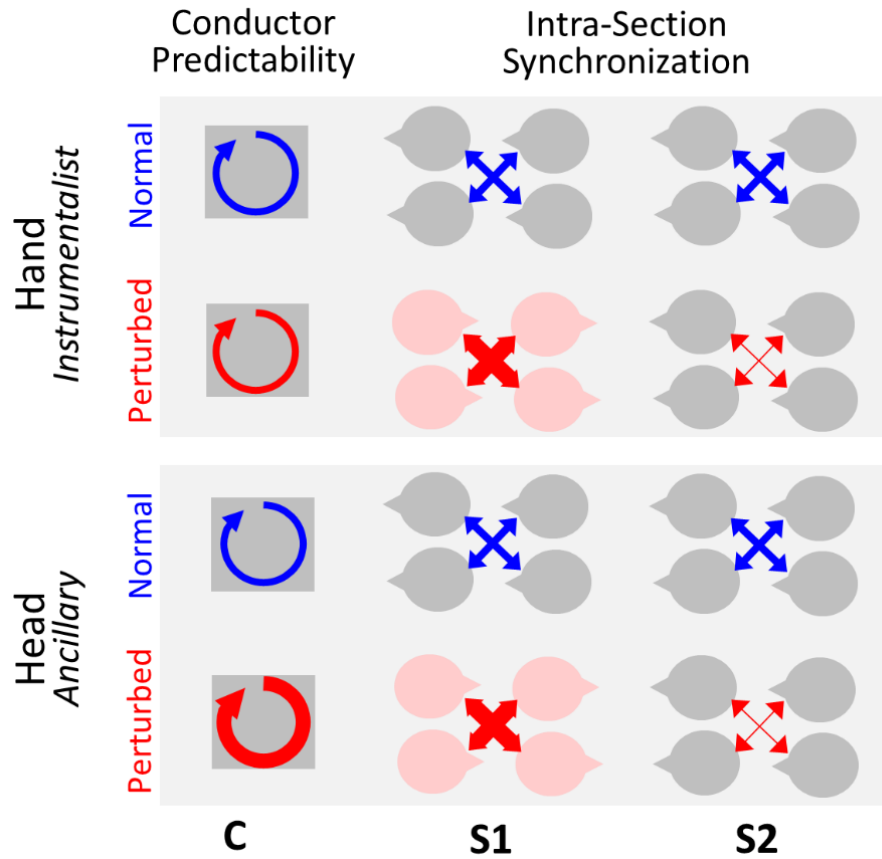 Conductor
Predictability
Intra-Section
Synchronization
Hand
Instrumentalist
Normal
Perturbed
Head
Ancillary
Normal
Perturbed
C
S1
S2